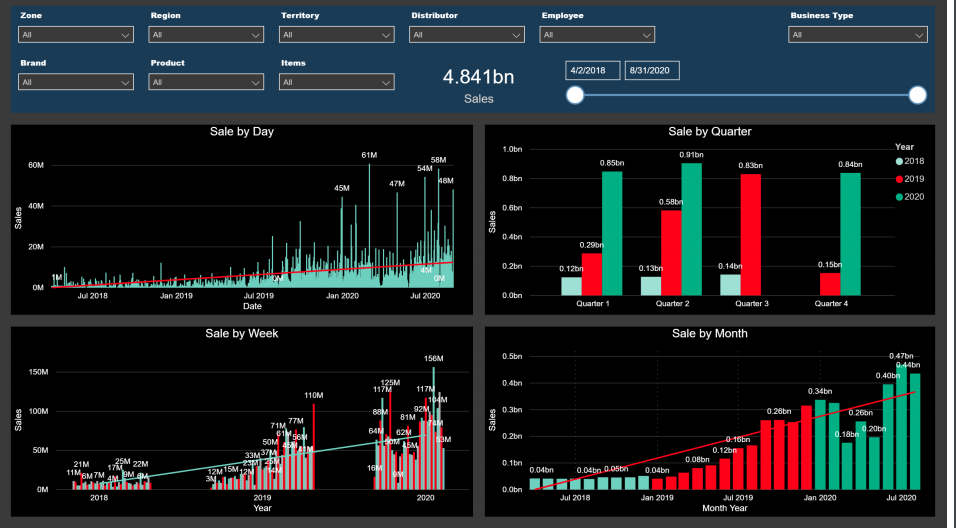 Zone Region Territory Distributor Employee Business Type
All All All All All All
Brand Product Items
All All All
4.841bn
Sales
4/2/2018 8/31/2020
Sale by Day
60M
40M
20M
0M
Sales
1M
0M
45M
61M
47M
54M
58M
48M
4M
0M
Jul 2018 Jan 2019 Jul 2019 Jan 2020 Jul 2020
Date
Sale by Quarter
Year
2018
2019
2020
1.0bn
0.8bn
0.6bn
0.4bn
0.2bn
0.0bn
Sales
0.12bn 0.29bn 0.85bn
0.13bn 0.58bn 0.91bn
0.14bn 0.83bn
0.15bn 0.84bn
Quarter 1 Quarter 2 Quarter 3 Quarter 4
Sale by Week
150M
100M
50M
0M
Sales
11M 21M 6M 7M 17M 4M 25M 9M 22M
3M 12M 15M 12M 33M 50M 37M 71M 77M 110M
16M 64M 88M 117M 125M 9M 62M 81M 92M 117M 156M 104M 74M 53M
2018 2019 2020
Year
Sale by Month
0.5bn
0.4bn
0.3bn
0.2bn
0.1bn
0.0bn
Sales
0.04bn 0.04bn 0.05bn 0.04bn 0.08bn 0.12bn 0.16bn 0.26bn 0.34bn 0.18bn 0.26bn 0.20bn 0.40bn 0.47bn 0.44bn
Jul 2018 Jan 2019 Jul 2019 Jan 2020 Jul 2020
Month Year